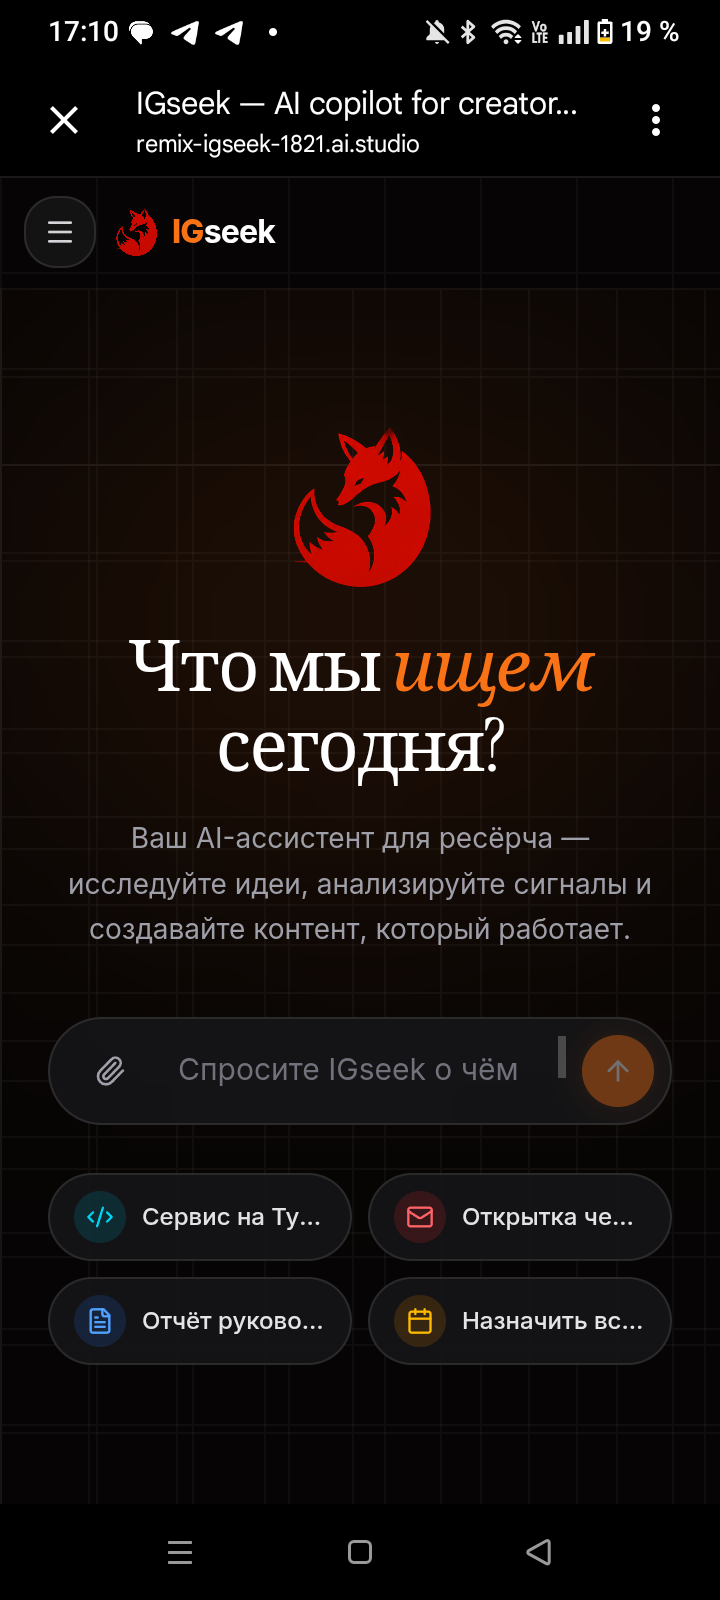 17:10
Vo LTE
19 %
IGseek — AI copilot for creator...
remix-igseek-1821.ai.studio
IGseek
Что мы ищем
сегодня?
Ваш AI-ассистент для ресёрча —
исследуйте идеи, анализируйте сигналы и
создавайте контент, который работает.
Спросите IGseek о чём
Сервис на Ту...
Открытка че...
Отчёт руково...
Назначить вс...